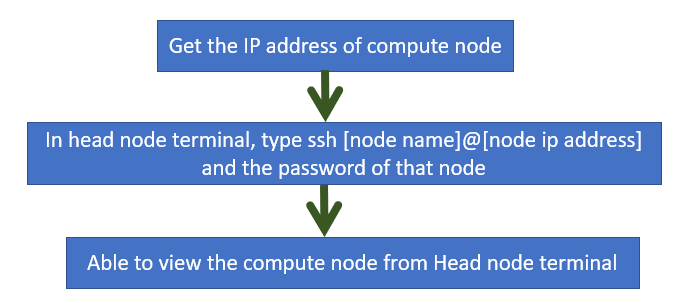 Get the IP address of compute node
In head node terminal, type ssh [node name]@[node ip address]
and the password of that node
Able to view the compute node from Head node terminal